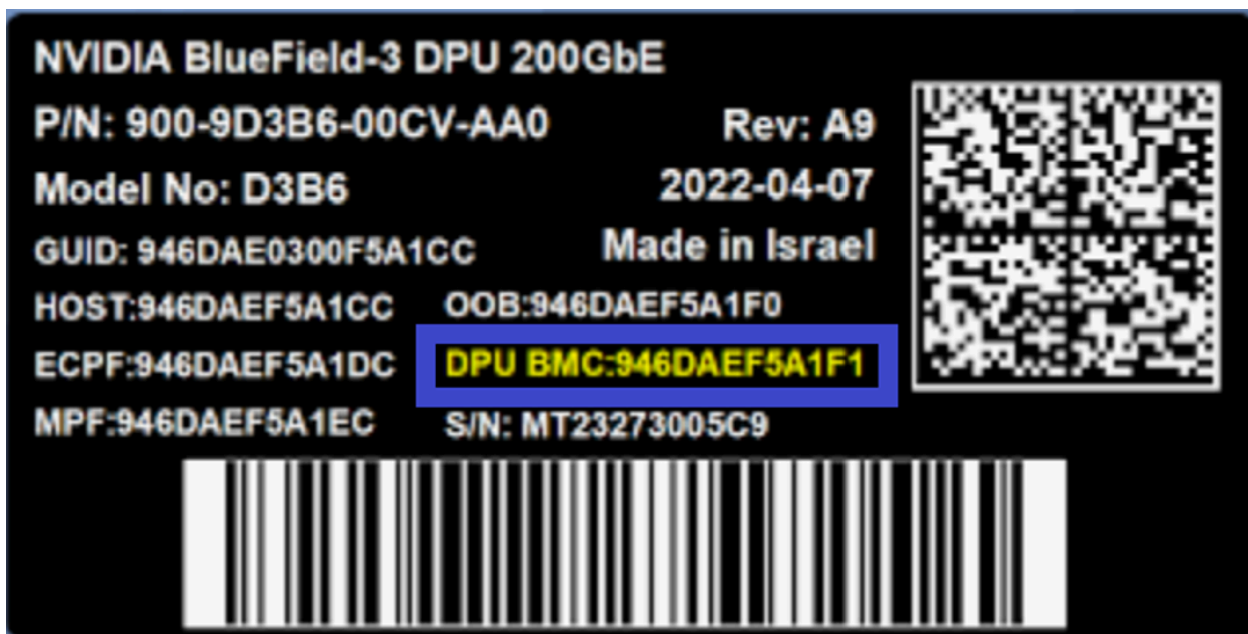 NVIDIA BlueField-3 DPU 200GbE
P/N: 900-9D3B6-00CV-AA0 Rev: A9
Model No: D3B6 2022-04-07
GUID: 946DAE0300F5A1CC Made in Israel
HOST:946DAEF5A1CC OOB:946DAEF5A1F0
ECPF:946DAEF5A1DC DPU BMC:946DAEF5A1F1
MPF:946DAEF5A1EC S/N: MT23273005C9